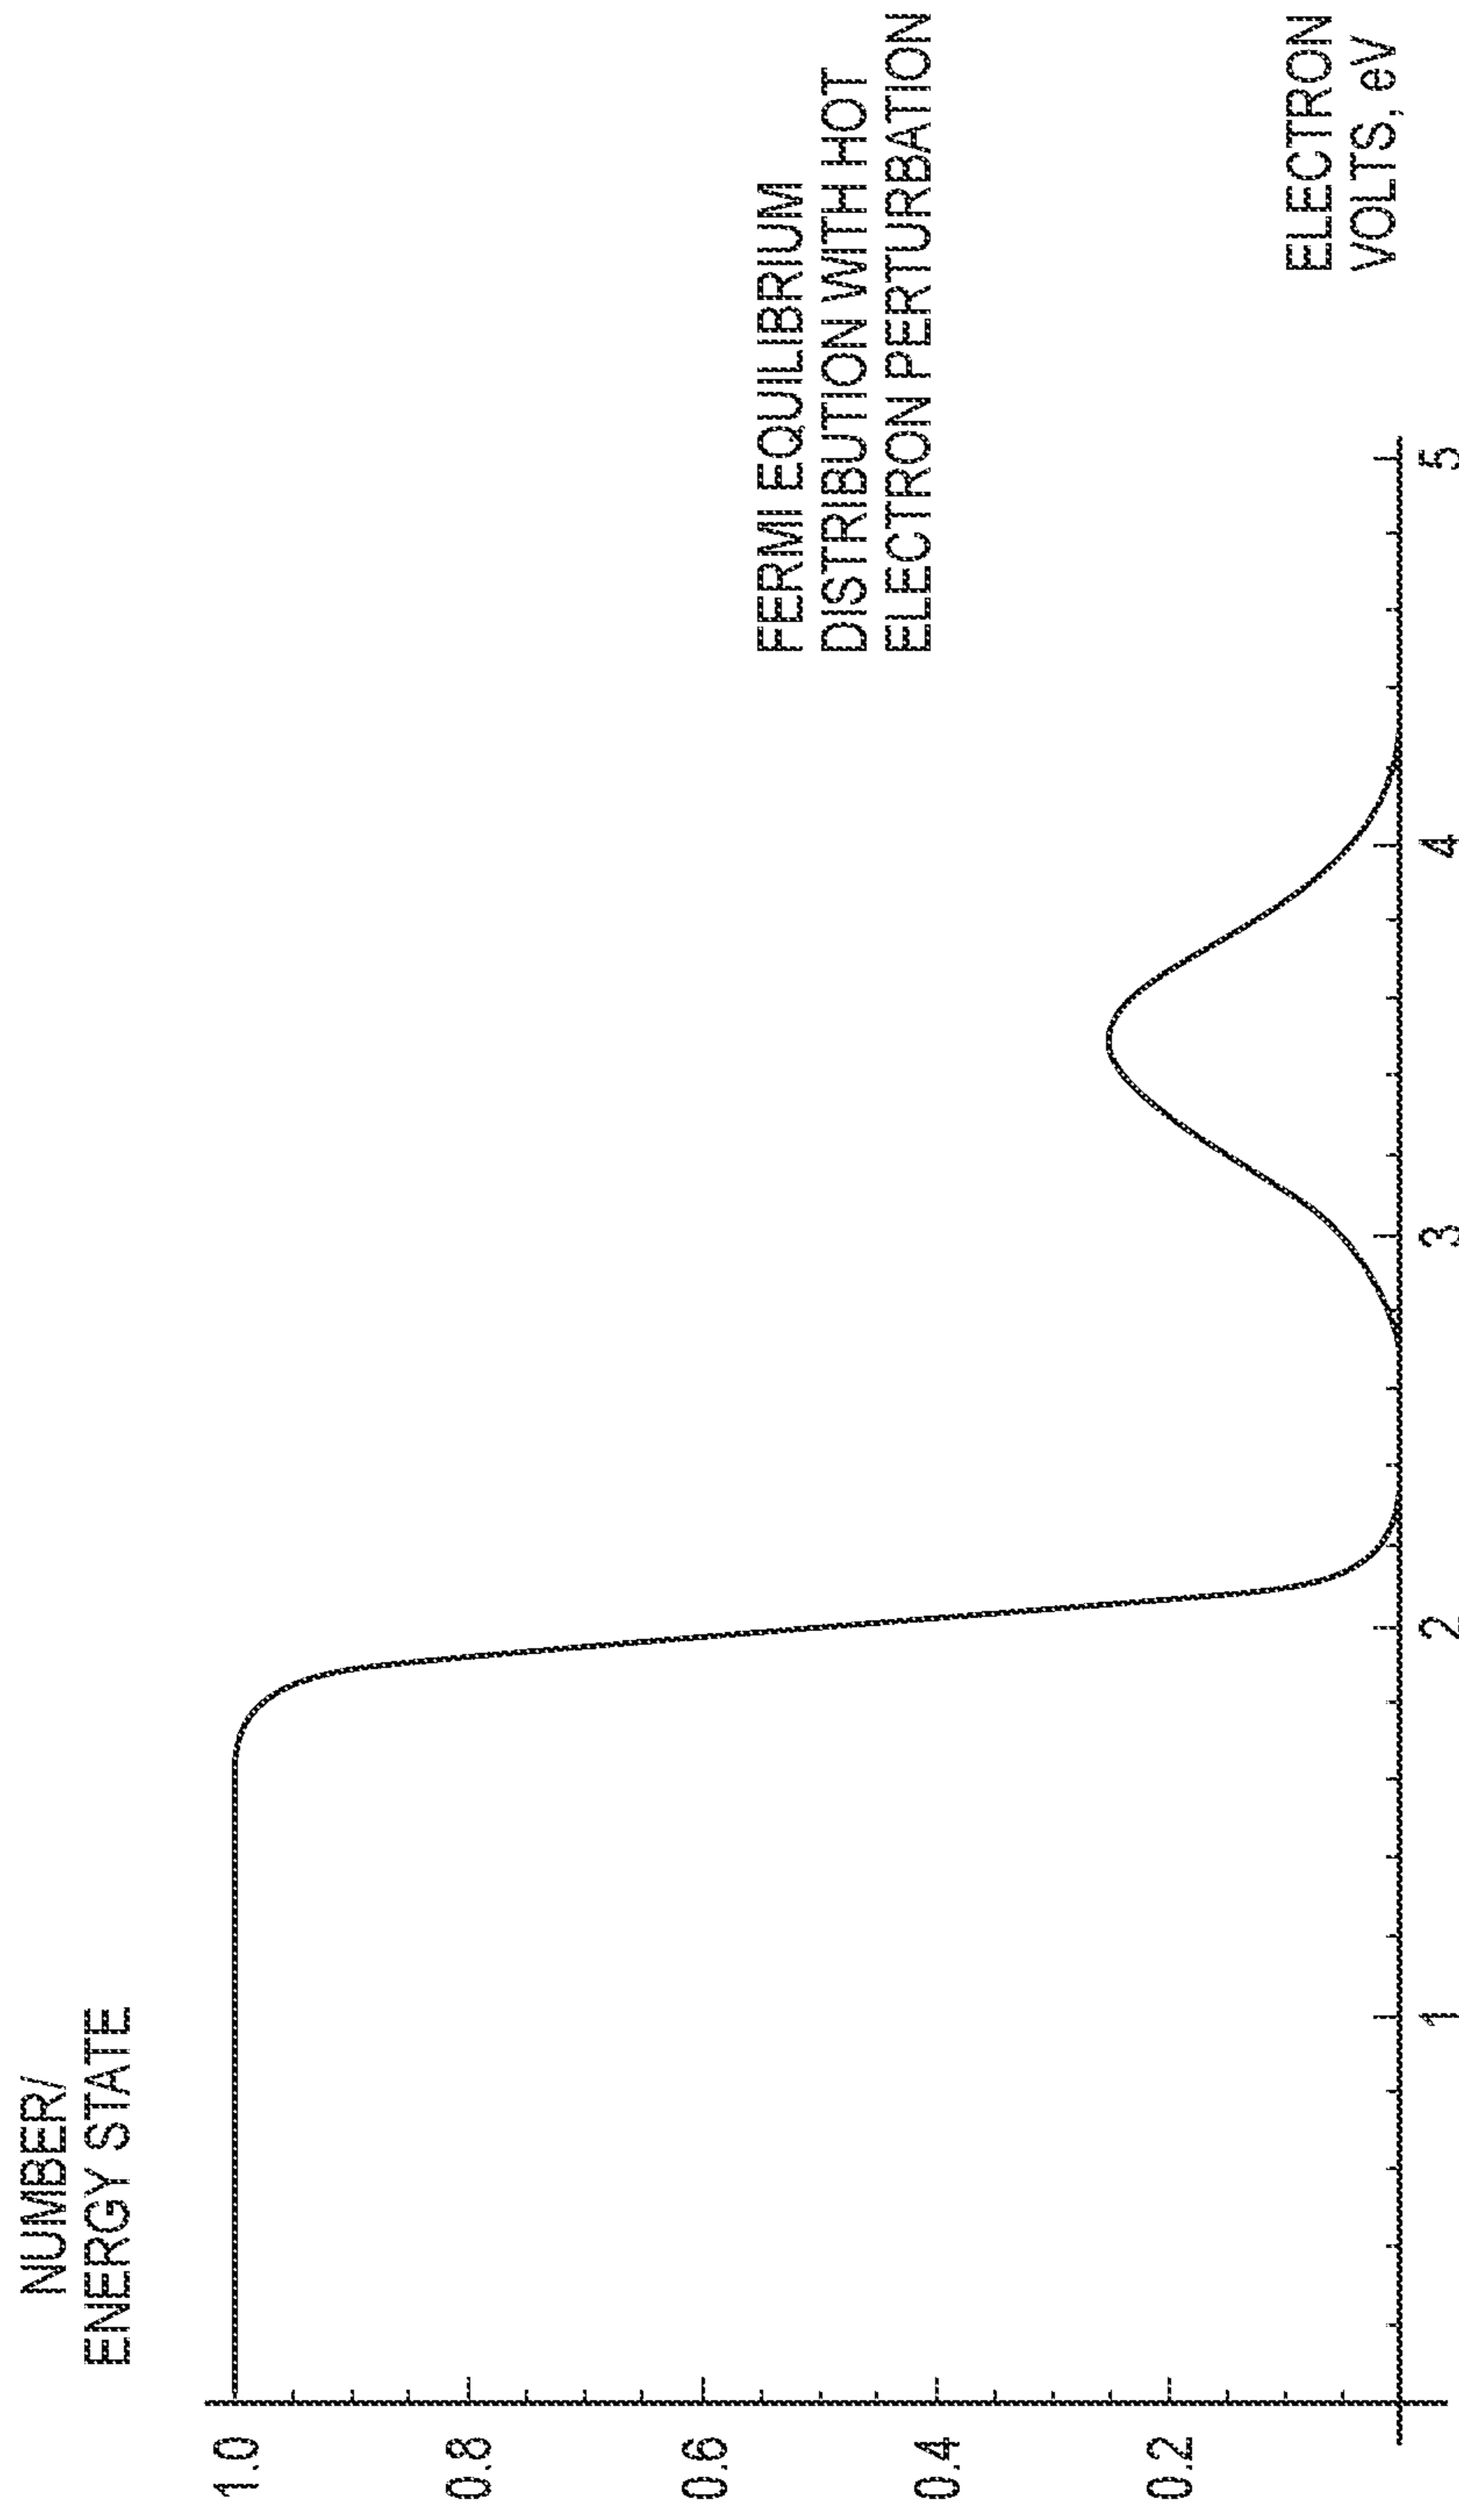 NUMBER/
ENERGY STATE
1.0
0.8
0.6
0.4
0.2
FERMI EQUILIBRIUM
DISTRIBUTION WITH HOT
ELECTRON PERTURBATION
ELECTRON
VOLTS, eV
1
2
3
4
5